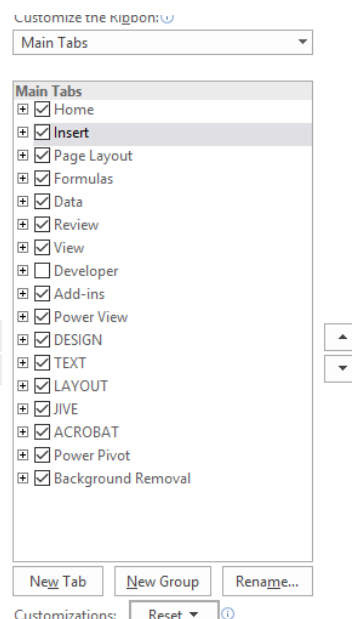 Customize the Ribbon:
Main Tabs
Main Tabs
Home
Insert
Page Layout
Formulas
Data
Review
View
Developer
Add-ins
Power View
DESIGN
TEXT
LAYOUT
JIVE
ACROBAT
Power Pivot
Background Removal
New Tab New Group Rename...
Customizations: Reset